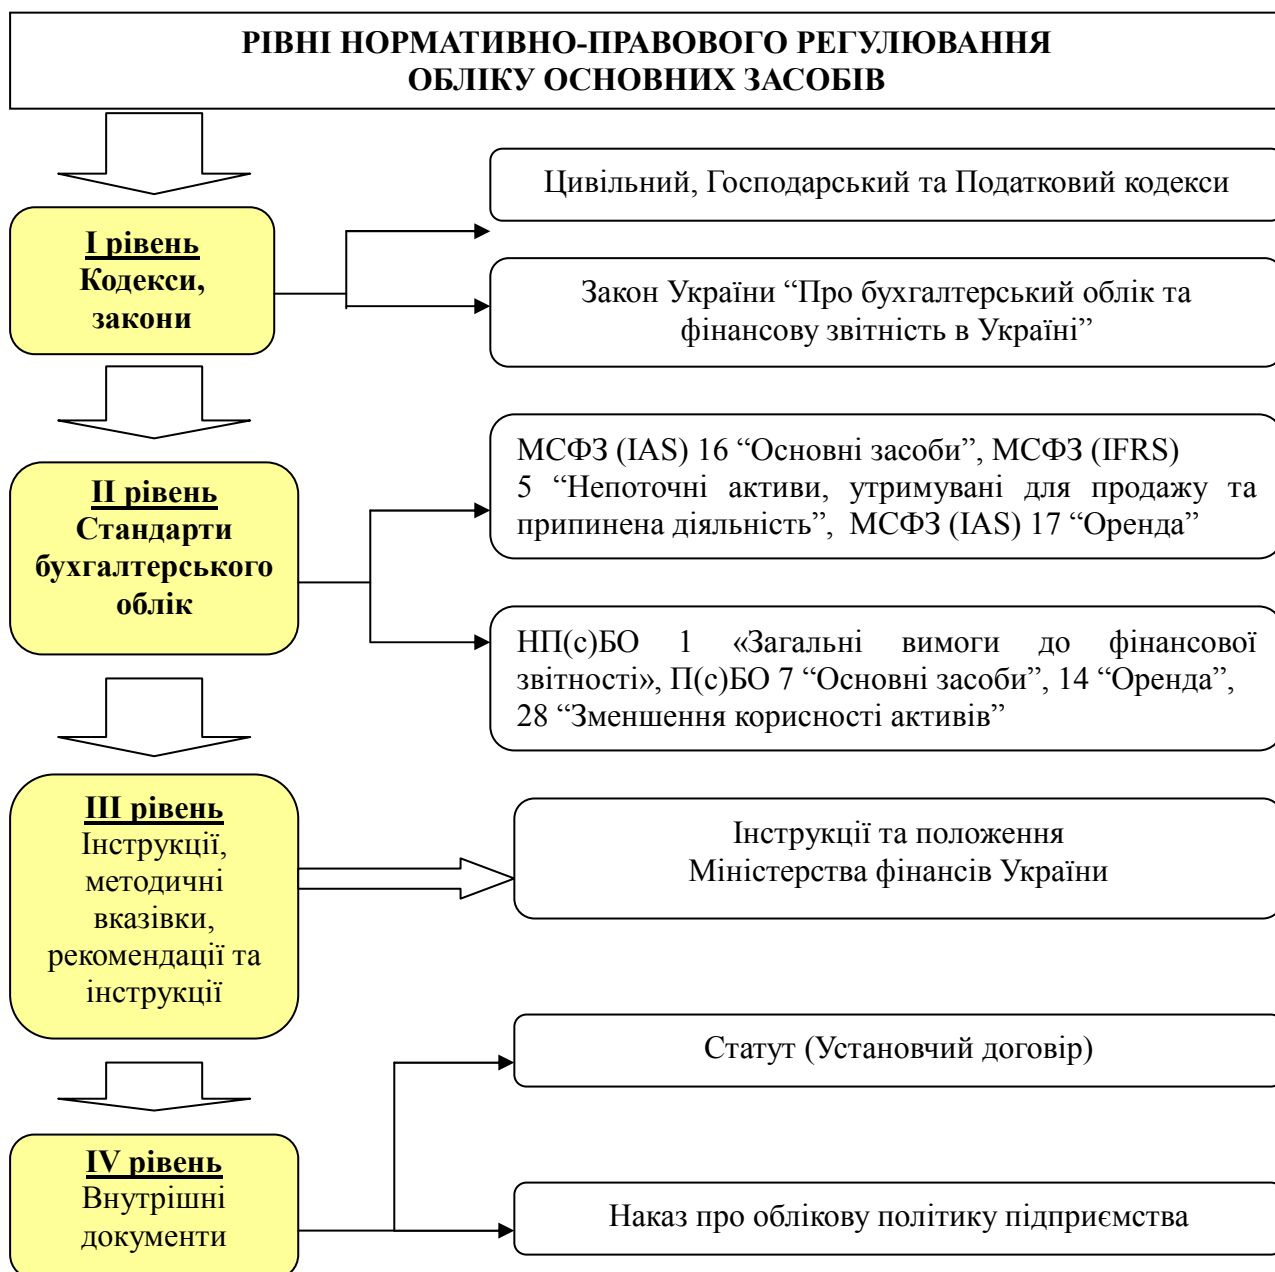 РІВНІ НОРМАТИВНО-ПРАВОВОГО РЕГУЛЮВАННЯ
ОБЛІКУ ОСНОВНИХ ЗАСОБІВ
І рівень
Кодекси,
закони
Цивільний, Господарський та Податковий кодекси
Закон України “Про бухгалтерський облік та
фінансову звітність в Україні”
ІІ рівень
Стандарти
бухгалтерського
облік
МСФЗ (IAS) 16 “Основні засоби”, МСФЗ (IFRS)
5 “Непоточні активи, утримувані для продажу та
припинена діяльність”, МСФЗ (IAS) 17 “Оренда”
НП(с)БО 1 «Загальні вимоги до фінансової
звітності», П(с)БО 7 “Основні засоби”, 14 “Оренда”,
28 “Зменшення корисності активів”
ІІІ рівень
Інструкції,
методичні
вказівки,
рекомендації та
інструкції
Інструкції та положення
Міністерства фінансів України
IV рівень
Внутрішні
документи
Статут (Установчий договір)
Наказ про облікову політику підприємства